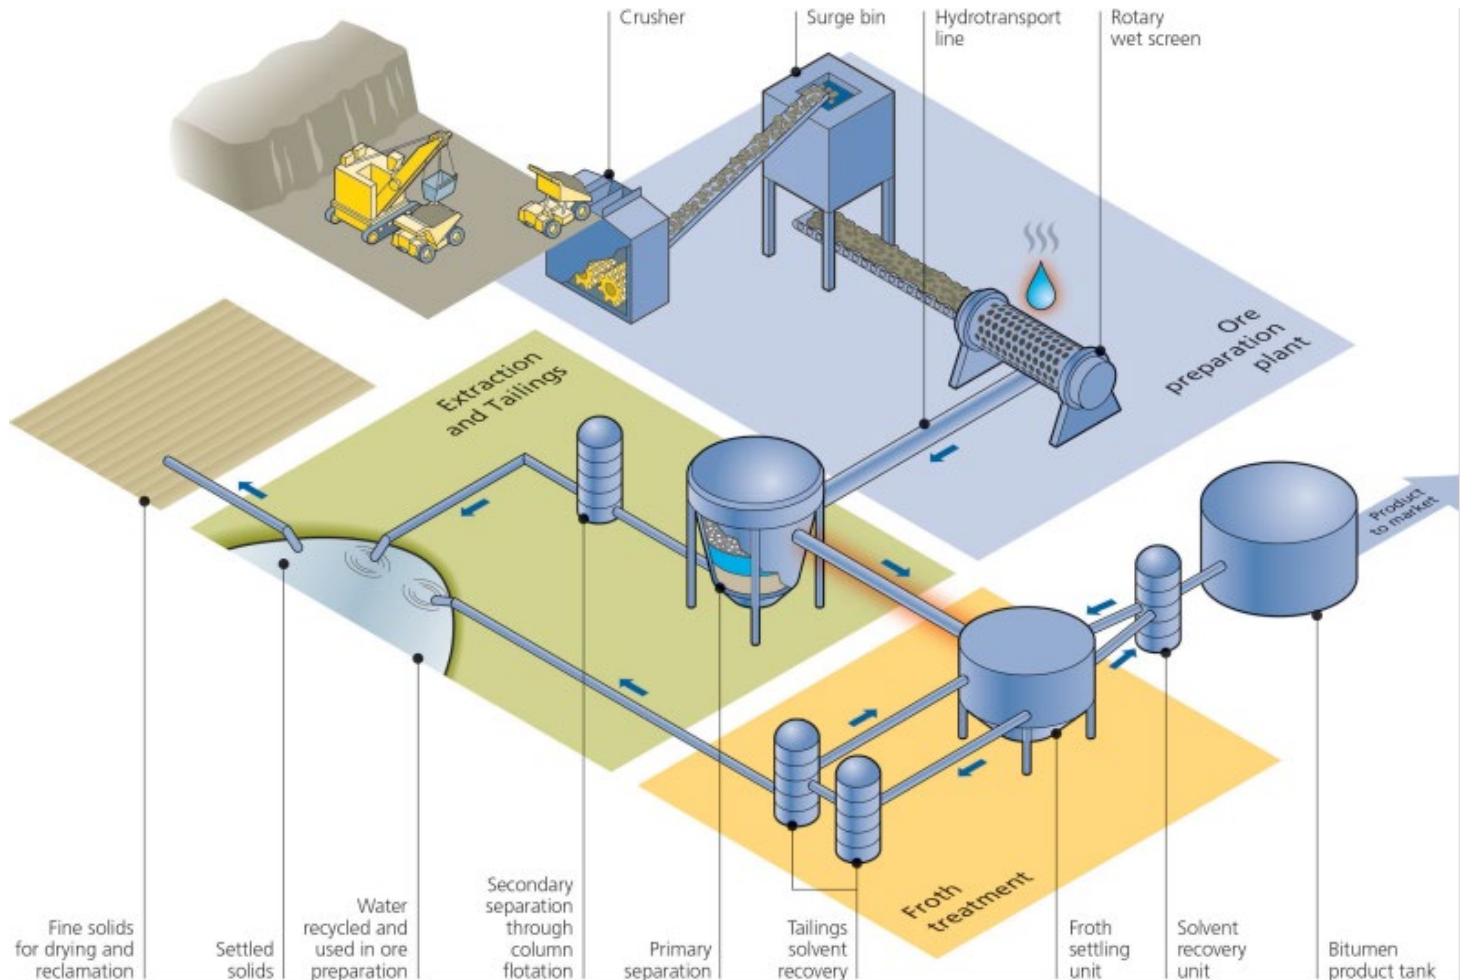 Crusher
Surge bin
Hydrotransport
line
Rotary
wet screen
Ore
preparation
plant
Extraction
and Tailings
Product
to market
Froth
treatment
Fine solids
for drying and
reclamation
Settled
solids
Water
recycled and
used in ore
preparation
Secondary
separation
through
column
flotation
Primary
separation
Tailings
solvent
recovery
Froth
settling
unit
Solvent
recovery
unit
Bitumen
product tank